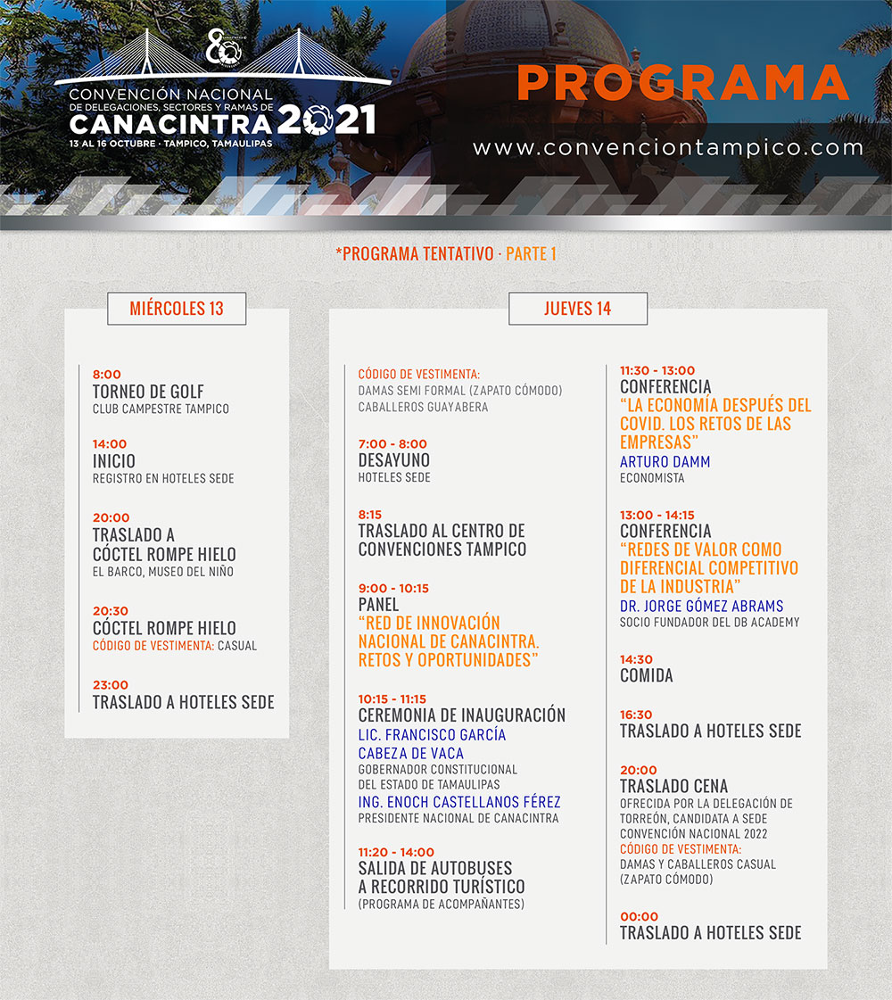 80
CONVENCIÓN NACIONAL
DE DELEGACIONES, SECTORES Y RAMAS DE
CANACINTRA 2021
13 AL 16 OCTUBRE · TAMPICO, TAMAULIPAS
PROGRAMA
www.convenciontampico.com
*PROGRAMA TENTATIVO · PARTE 1
MIÉRCOLES 13
8:00
TORNEO DE GOLF
CLUB CAMPESTRE TAMPICO
14:00
INICIO
REGISTRO EN HOTELES SEDE
20:00
TRASLADO A
CÓCTEL ROMPE HIELO
EL BARCO, MUSEO DEL NIÑO
20:30
CÓCTEL ROMPE HIELO
CÓDIGO DE VESTIMENTA: CASUAL
23:00
TRASLADO A HOTELES SEDE
JUEVES 14
CÓDIGO DE VESTIMENTA:
DAMAS SEMI FORMAL (ZAPATO CÓMODO)
CABALLEROS GUAYABERA
7:00 - 8:00
DESAYUNO
HOTELES SEDE
8:15
TRASLADO AL CENTRO DE
CONVENCIONES TAMPICO
9:00 - 10:15
PANEL
“RED DE INNOVACIÓN
NACIONAL DE CANACINTRA.
RETOS Y OPORTUNIDADES”
10:15 - 11:15
CEREMONIA DE INAUGURACIÓN
LIC. FRANCISCO GARCÍA
CABEZA DE VACA
GOBERNADOR CONSTITUCIONAL
DEL ESTADO DE TAMAULIPAS
ING. ENOCH CASTELLANOS FÉREZ
PRESIDENTE NACIONAL DE CANACINTRA
11:20 - 14:00
SALIDA DE AUTOBUSES
A RECORRIDO TURÍSTICO
(PROGRAMA DE ACOMPAÑANTES)
11:30 - 13:00
CONFERENCIA
“LA ECONOMÍA DESPUÉS DEL
COVID. LOS RETOS DE LAS
EMPRESAS”
ARTURO DAMM
ECONOMISTA
13:00 - 14:15
CONFERENCIA
“REDES DE VALOR COMO
DIFERENCIAL COMPETITIVO
DE LA INDUSTRIA”
DR. JORGE GÓMEZ ABRAMS
SOCIO FUNDADOR DEL DB ACADEMY
14:30
COMIDA
16:30
TRASLADO A HOTELES SEDE
20:00
TRASLADO CENA
OFRECIDA POR LA DELEGACIÓN DE
TORREÓN, CANDIDATA A SEDE
CONVENCIÓN NACIONAL 2022
CÓDIGO DE VESTIMENTA:
DAMAS Y CABALLEROS CASUAL
(ZAPATO CÓMODO)
00:00
TRASLADO A HOTELES SEDE